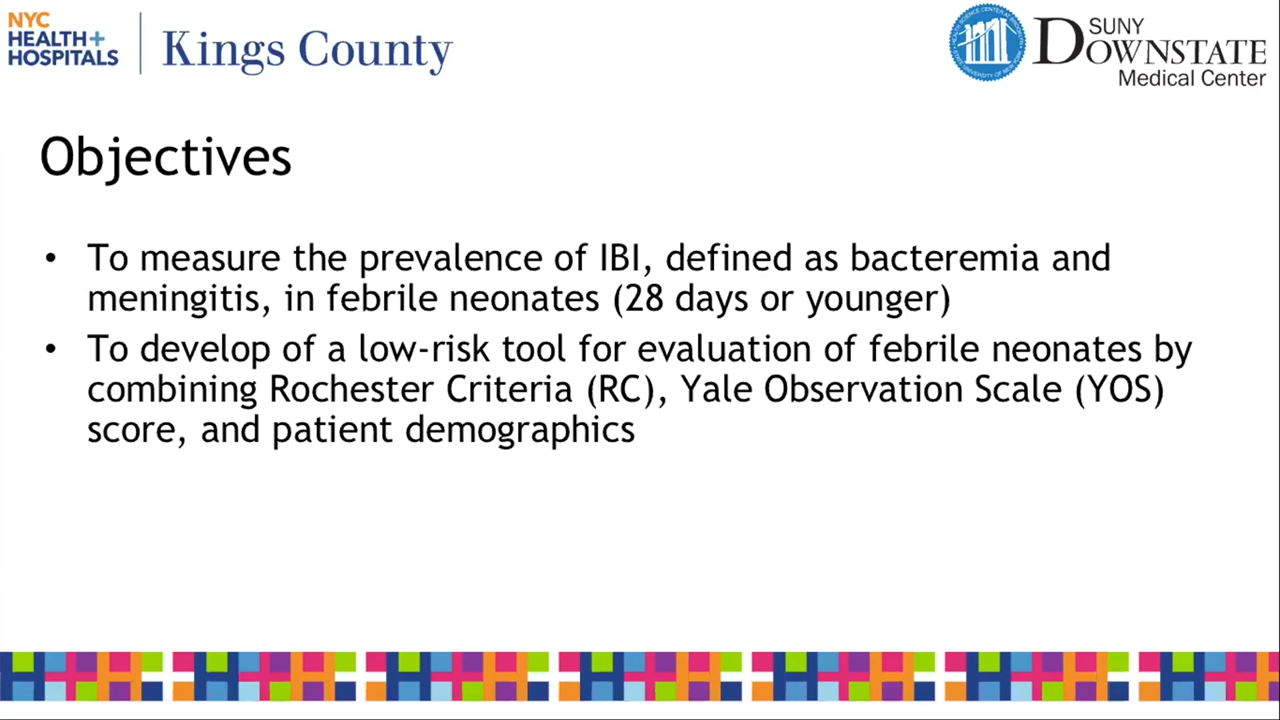 NYC
HEALTH+
HOSPITALS
Kings County
SUNY
DOWNSTATE
Medical Center
Objectives
• To measure the prevalence of IBI, defined as bacteremia and
meningitis, in febrile neonates (28 days or younger)
• To develop of a low-risk tool for evaluation of febrile neonates by
combining Rochester Criteria (RC), Yale Observation Scale (YOS)
score, and patient demographics